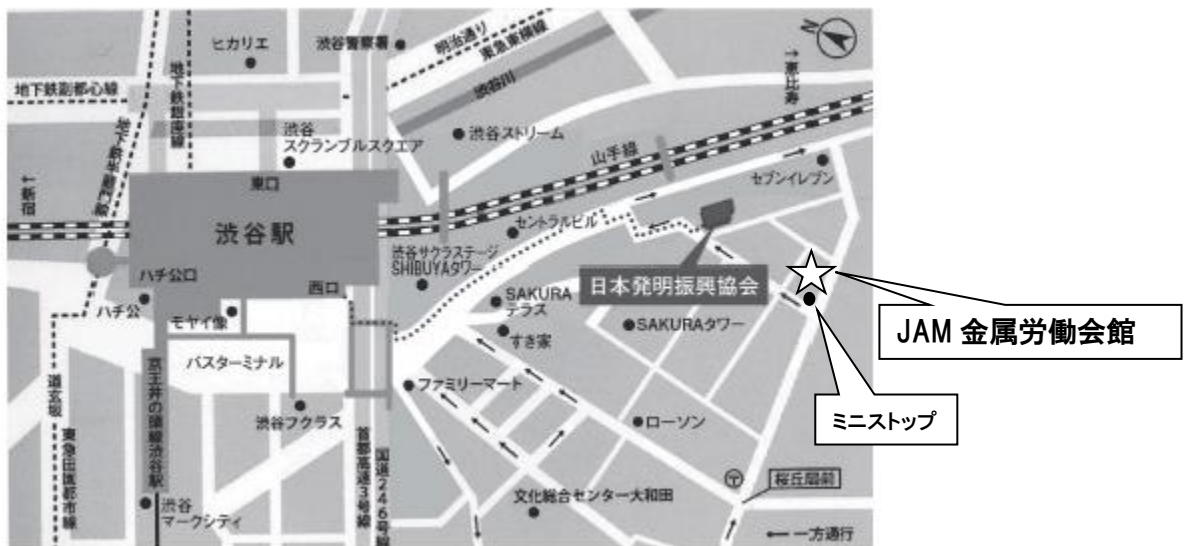 ヒカリエ
渋谷警察署
明治通り
東急東横線
渋谷川
N
↑恵比寿
地下鉄副都心線
地下鉄銀座線
地下鉄半蔵門線
渋谷
スクランブルスクエア
渋谷ストリーム
山手線
セブンイレブン
↑新宿
東口
渋谷駅
セントラルビル
渋谷サクラステージ
SHIBUYAタワー
日本発明振興協会
ハチ公口
西口
ハチ公
モヤイ像
SAKURA
テラス
すき家
SAKURAタワー
JAM 金属労働会館
バスターミナル
ファミリーマート
ミニストップ
道玄坂
東急田園都市線
京王井の頭線渋谷駅
渋谷フクラス
首都高速3号線
国道246号線
ローソン
桜丘局前
文化総合センター大和田
渋谷
マークシティ
←一方通行